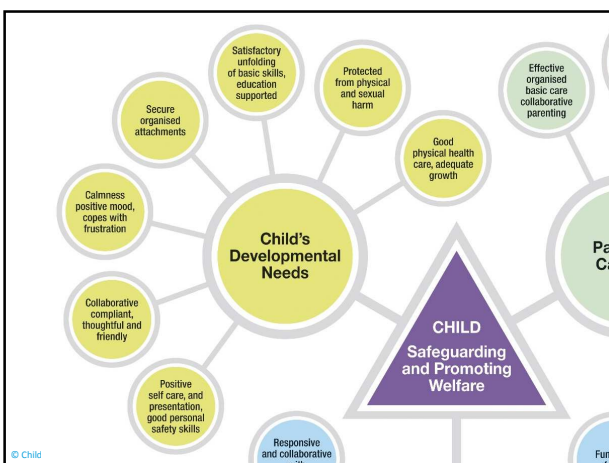 Satisfactory
unfolding
of basic skills,
education
supported
Protected
from physical
and sexual
harm
Effective
organised
basic care
collaborative
parenting
Secure
organised
attachments
Good
physical health
care, adequate
growth
Calmness
positive mood,
copes with
frustration
Child's
Developmental
Needs
Pa
Ca
Collaborative
compliant,
thoughtful and
friendly
CHILD
Safeguarding
and Promoting
Welfare
Positive
self care, and
presentation,
good personal
safety skills
Responsive
and collaborative
Fun
© Child